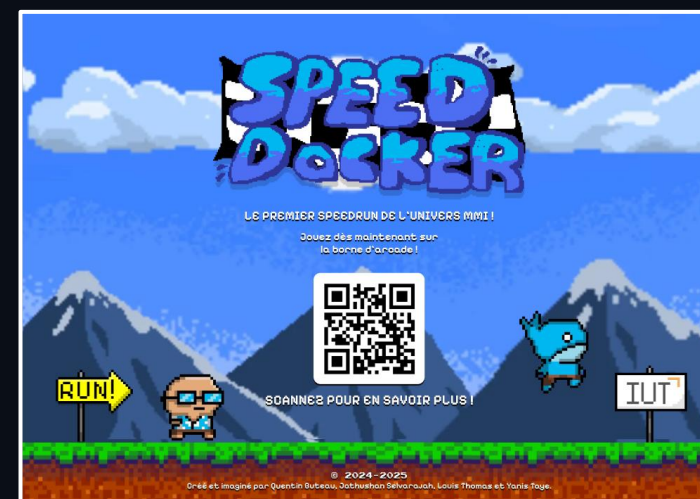 SPEED
DOCKER
LE PREMIER SPEEDRUN DE L'UNIVERS MMI !
Jouez dès maintenant sur
la borne d'arcade !
RUN!
IUT
SCANNEZ POUR EN SAVOIR PLUS !
© 2024-2025
Créé et imaginé par Quentin Buteau, Jathushan Selvarajah, Louis Thomas et Yanis Taye.